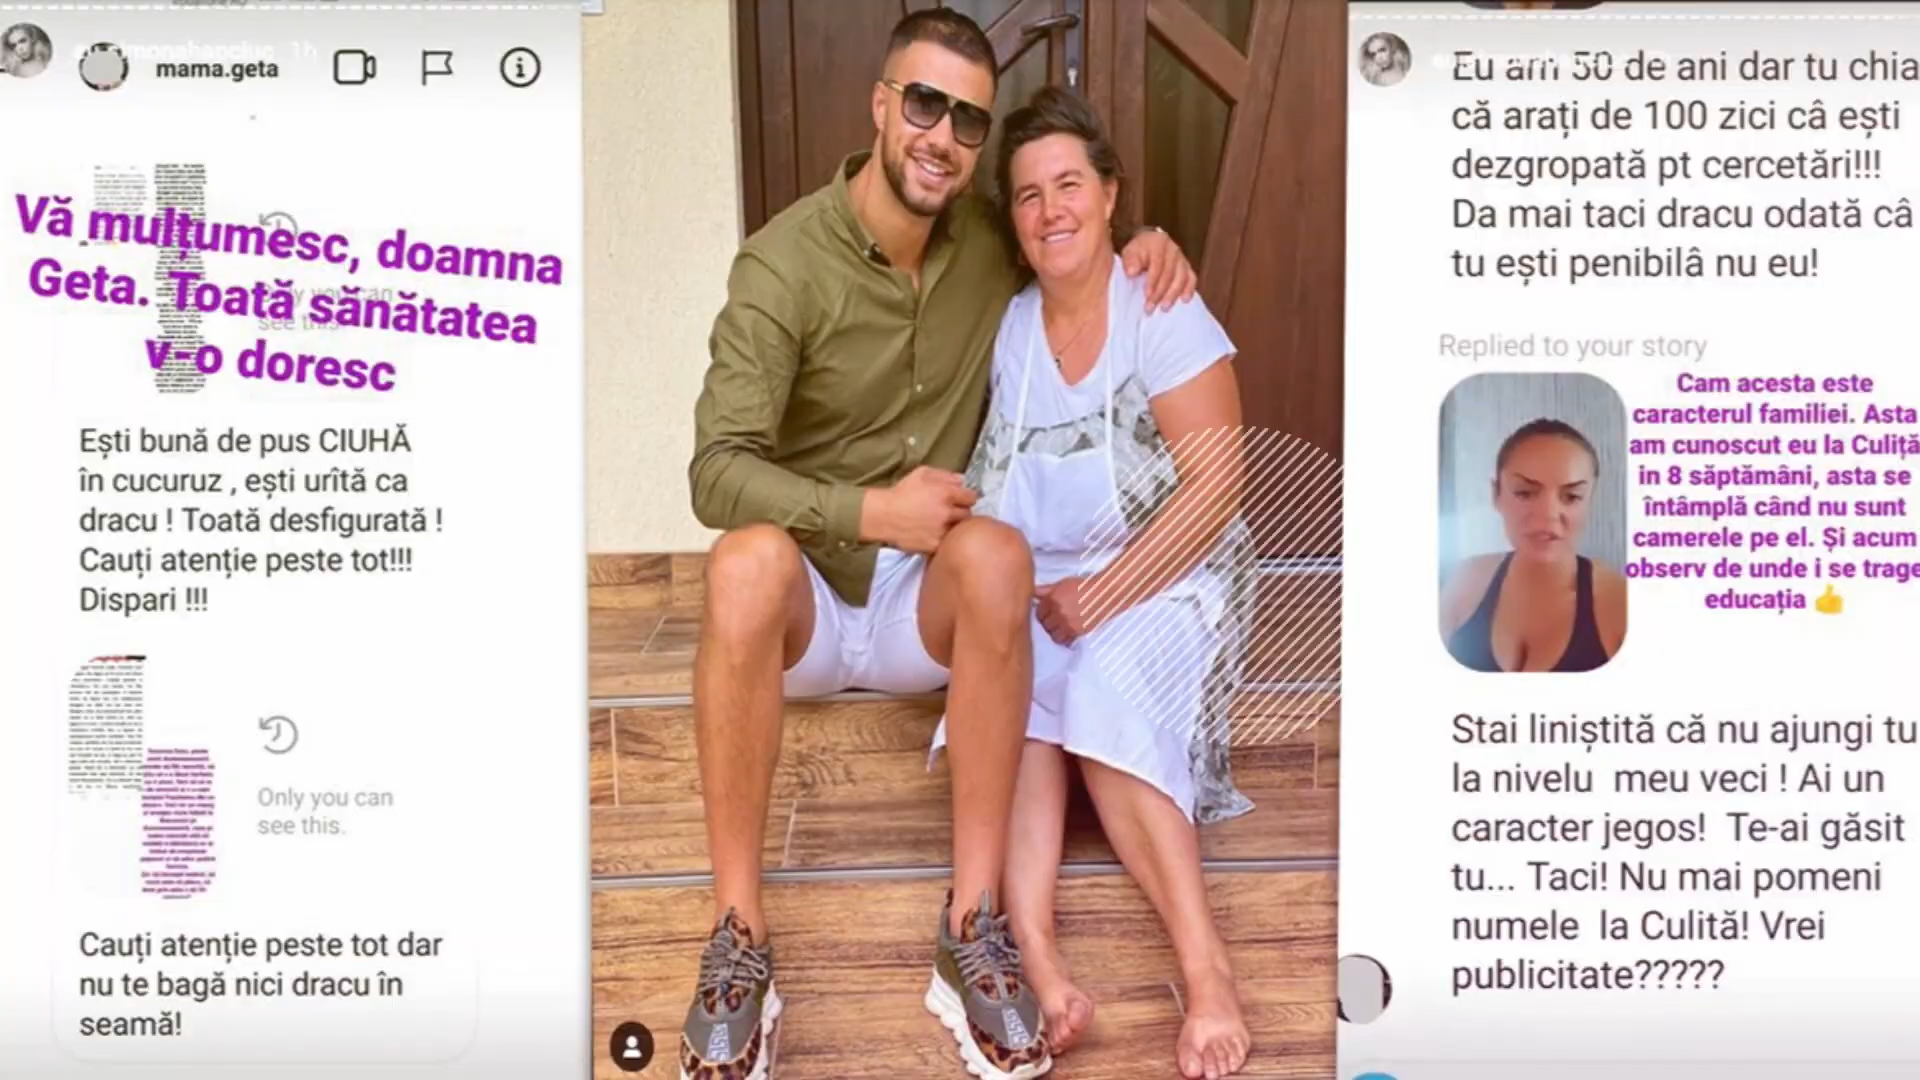 mama.geta
Vă mulțumesc, doamna
Geta. Toată sănătatea
v-o doresc
Ești bună de pus CIUHĂ
în cucuruz , ești urîtă ca
dracu ! Toată desfigurată !
Cauți atenție peste tot!!!
Dispari !!!
Only you can
see this.
Cauți atenție peste tot dar
nu te bagă nici dracu în
seamă!
Eu am 50 de ani dar tu chia
că arați de 100 zici câ ești
dezgropată pt cercetări!!!
Da mai taci dracu odată câ
tu ești penibilâ nu eu!
Replied to your story
Cam acesta este
caracterul familiei. Asta
am cunoscut eu la Culiță
in 8 săptămâni, asta se
întâmplă când nu sunt
camerele pe el. Și acum
observ de unde i se trage
educația 👍
Stai liniștită că nu ajungi tu
la nivelu meu veci ! Ai un
caracter jegos! Te-ai găsit
tu... Taci! Nu mai pomeni
numele la Culită! Vrei
publicitate?????